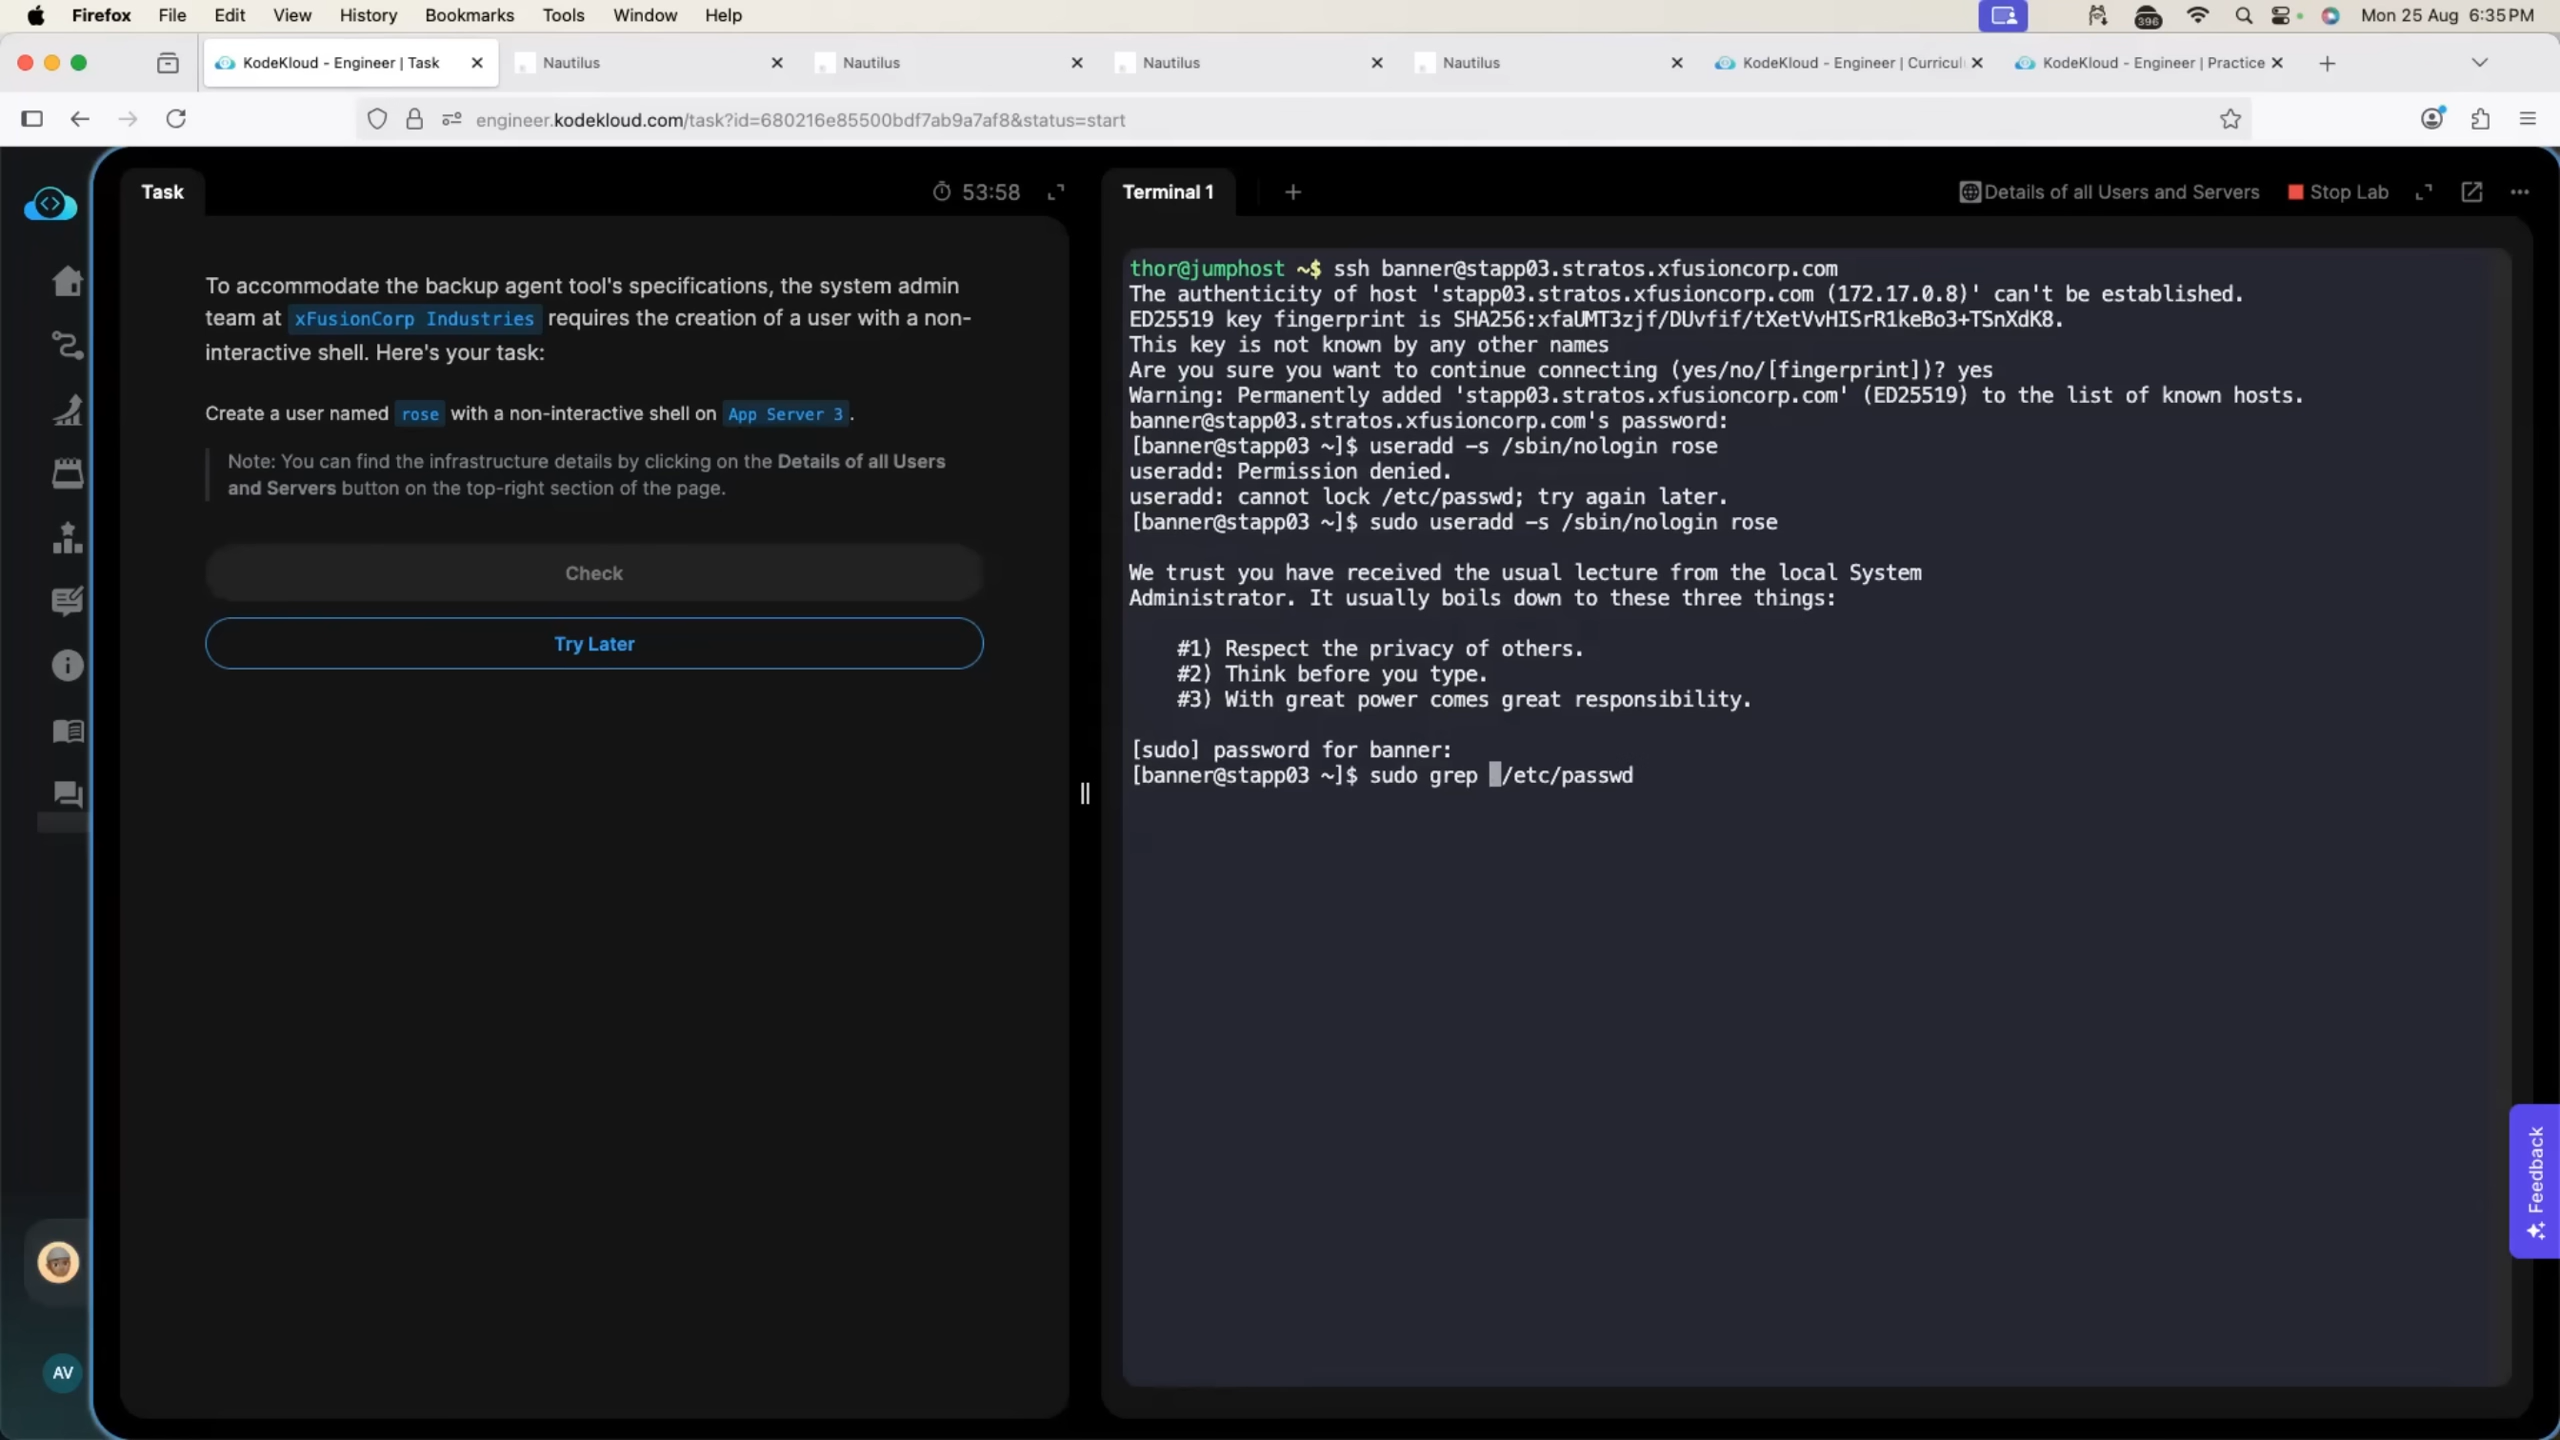 Firefox File Edit View History Bookmarks Tools Window Help
396
Mon 25 Aug 6:35 PM
KodeKloud - Engineer | Task
Nautilus
Nautilus
Nautilus
Nautilus
KodeKloud - Engineer | Curricul
KodeKloud - Engineer | Practice
engineer.kodekloud.com/task?id=680216e85500bdf7ab9a7af8&status=start
Task
53:58
To accommodate the backup agent tool's specifications, the system admin
team at xFusionCorp Industries requires the creation of a user with a non-
interactive shell. Here's your task:
Create a user named rose with a non-interactive shell on App Server 3.
Note: You can find the infrastructure details by clicking on the Details of all Users
and Servers button on the top-right section of the page.
Check
Try Later
AV
Terminal 1
Details of all Users and Servers
Stop Lab
thor@jumphost ~$ ssh banner@stapp03.stratos.xfusioncorp.com
The authenticity of host 'stapp03.stratos.xfusioncorp.com (172.17.0.8)' can't be established.
ED25519 key fingerprint is SHA256:xfaUMT3zjf/DUvfif/tXetVvHISrR1keBo3+TSnXdK8.
This key is not known by any other names
Are you sure you want to continue connecting (yes/no/[fingerprint])? yes
Warning: Permanently added 'stapp03.stratos.xfusioncorp.com' (ED25519) to the list of known hosts.
banner@stapp03.stratos.xfusioncorp.com's password:
[banner@stapp03 ~]$ useradd -s /sbin/nologin rose
useradd: Permission denied.
useradd: cannot lock /etc/passwd; try again later.
[banner@stapp03 ~]$ sudo useradd -s /sbin/nologin rose
We trust you have received the usual lecture from the local System
Administrator. It usually boils down to these three things:
#1) Respect the privacy of others.
#2) Think before you type.
#3) With great power comes great responsibility.
[sudo] password for banner:
[banner@stapp03 ~]$ sudo grep /etc/passwd
Feedback